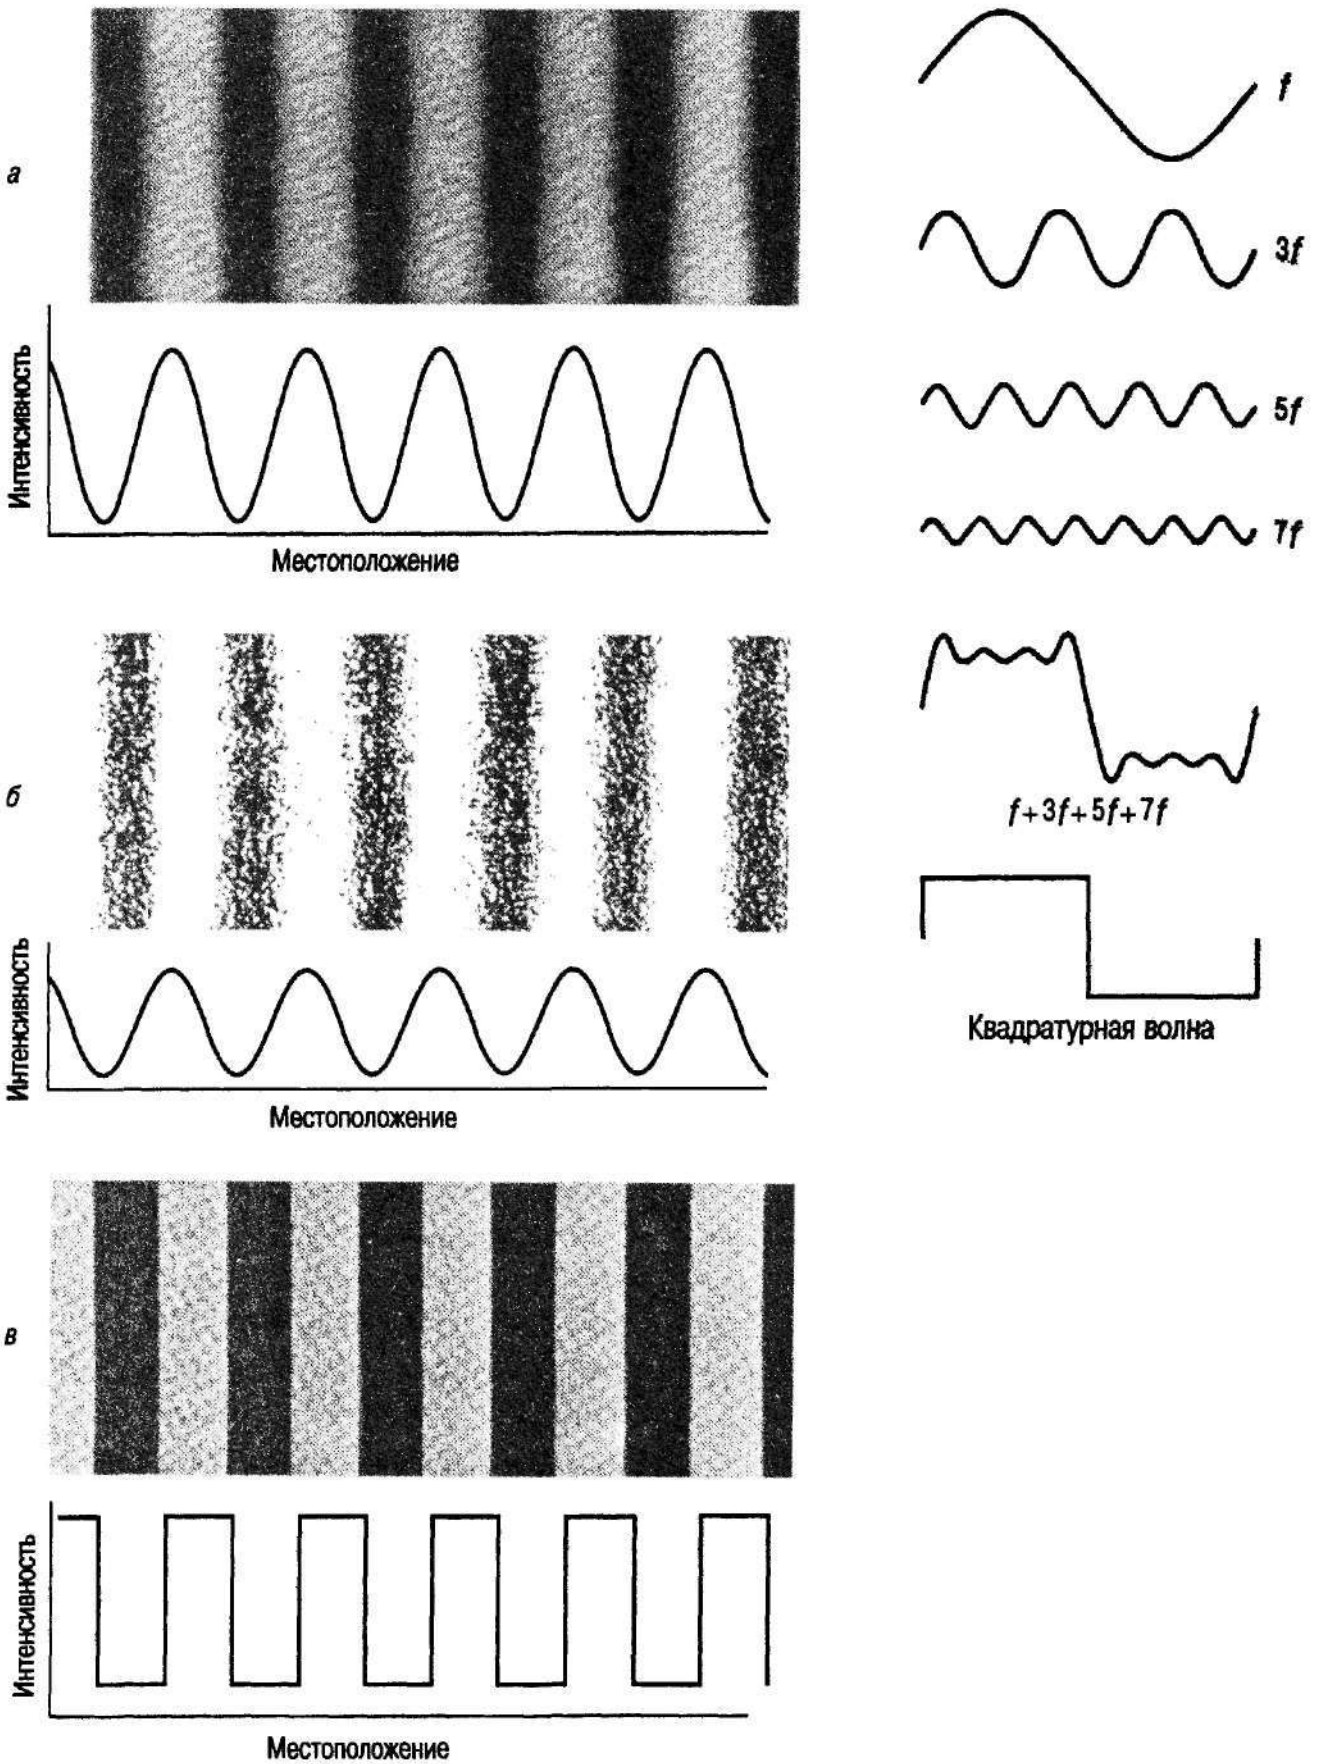 а
Интенсивность
Местоположение
б
Интенсивность
Местоположение
в
Интенсивность
Местоположение
f
3f
5f
7f
f+3f+5f+7f
Квадратурная волна